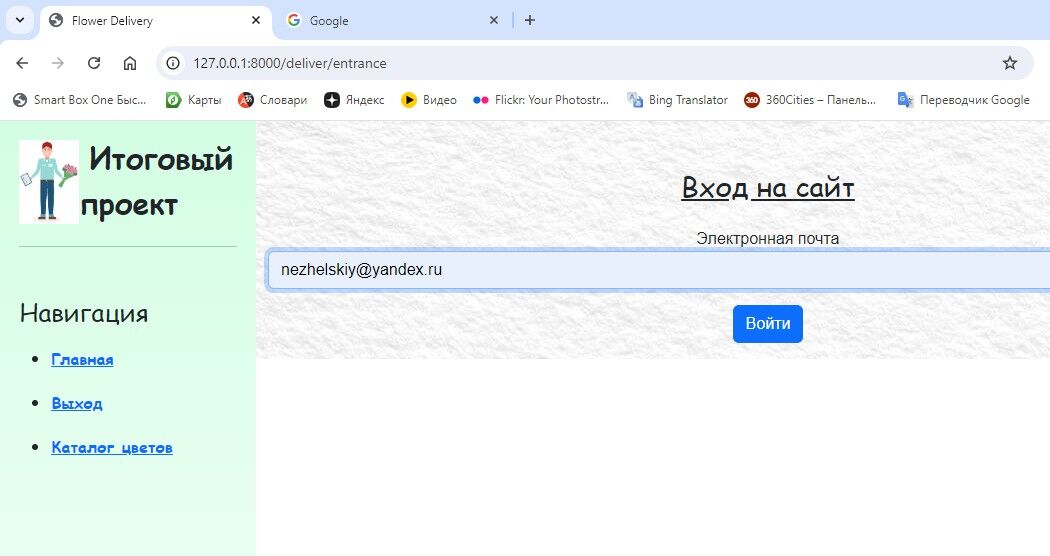 Flower Delivery
Google
127.0.0.1:8000/deliver/entrance
Smart Box One Быс... Карты Словари Яндекс Видео Flickr: Your Photostr... Bing Translator 360Cities – Панель... Переводчик Google
Итоговый
проект
Навигация
Главная
Выход
Каталог цветов
Вход на сайт
Электронная почта
nezhelskiy@yandex.ru
Войти